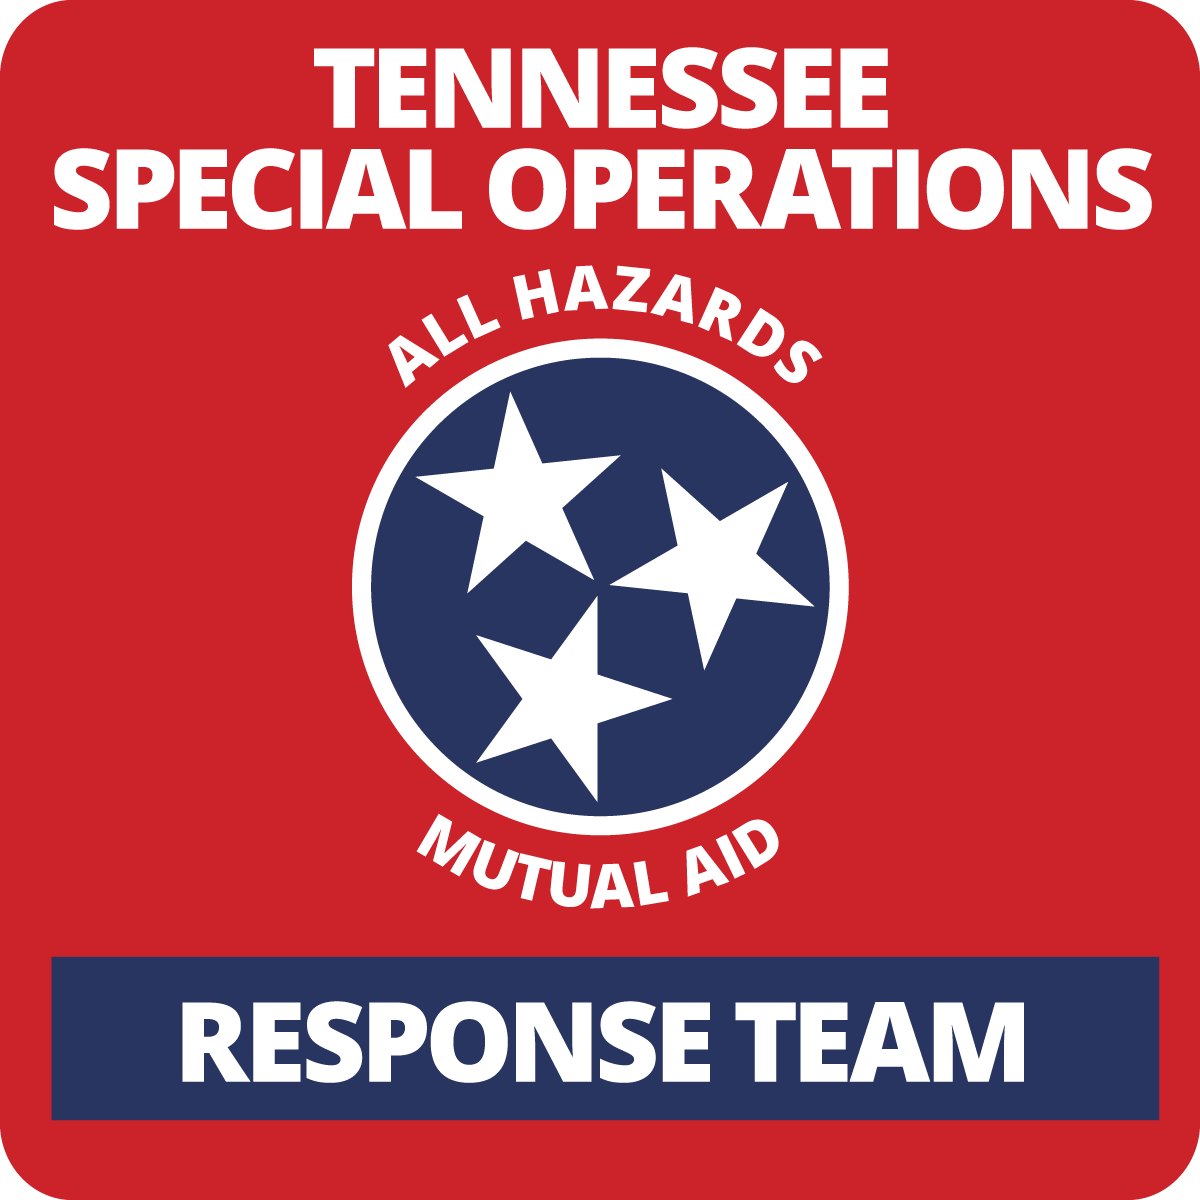 TENNESSEE
SPECIAL OPERATIONS
ALL HAZARDS
MUTUAL AID
RESPONSE TEAM